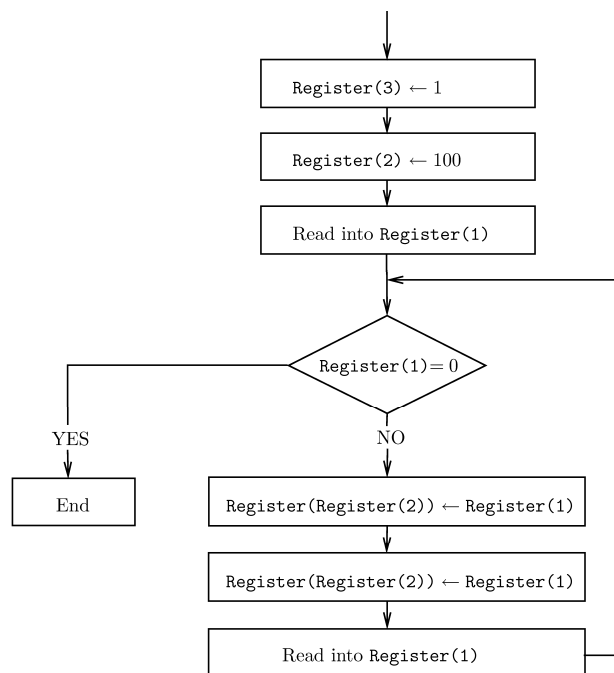 Register(3) ← 1
Register(2) ← 100
Read into Register(1)
Register(1)= 0
YES
NO
End
Register(Register(2)) ← Register(1)
Register(Register(2)) ← Register(1)
Read into Register(1)